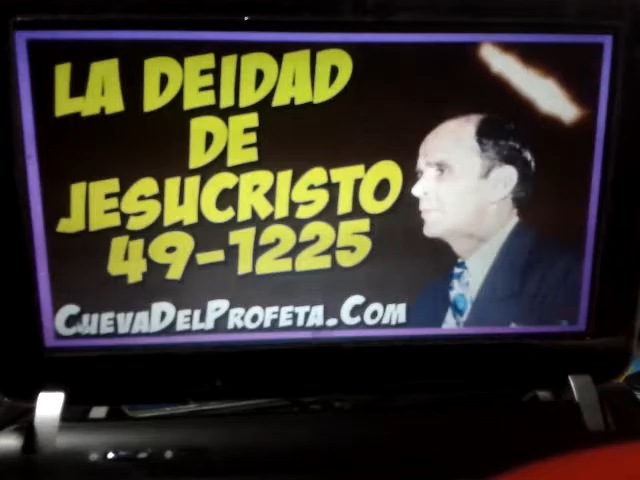 LA DEIDAD
DE
JESUCRISTO
49-1225
CUEVADELPROFETA.COM